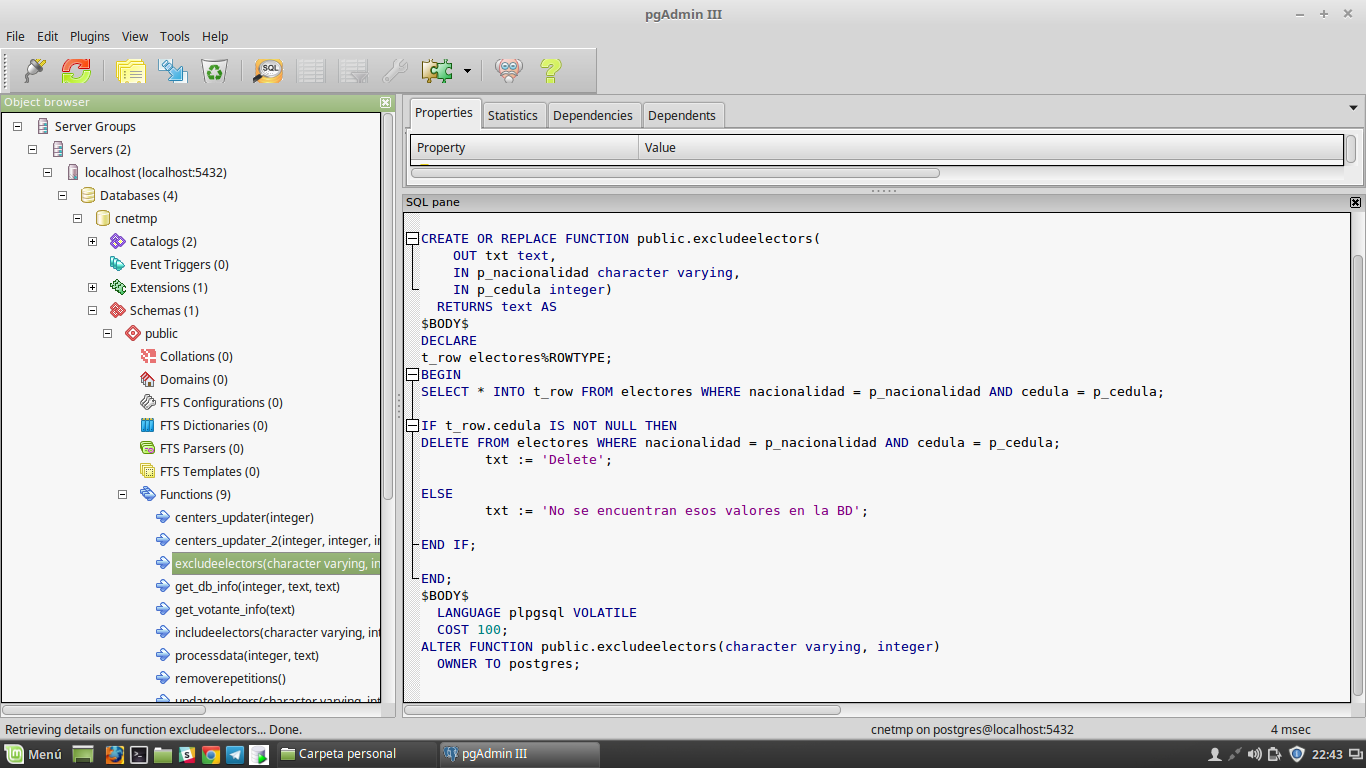 pgAdmin III
File Edit Plugins View Tools Help
SQL
Object browser
Server Groups
Servers (2)
localhost (localhost:5432)
Databases (4)
cnetmp
Catalogs (2)
Event Triggers (0)
Extensions (1)
Schemas (1)
public
Collations (0)
Domains (0)
FTS Configurations (0)
FTS Dictionaries (0)
FTS Parsers (0)
FTS Templates (0)
Functions (9)
centers_updater(integer)
centers_updater_2(integer, integer, in
excludeelectors(character varying, in
get_db_info(integer, text, text)
get_votante_info(text)
includeelectors(character varying, int
processdata(integer, text)
removerepetitions()
updateelectors(character varying, int
Properties Statistics Dependencies Dependents
Property Value
SQL pane
CREATE OR REPLACE FUNCTION public.excludeelectors(
OUT txt text,
IN p_nacionalidad character varying,
IN p_cedula integer)
RETURNS text AS
$BODY$
DECLARE
t_row electores%ROWTYPE;
BEGIN
SELECT * INTO t_row FROM electores WHERE nacionalidad = p_nacionalidad AND cedula = p_cedula;
IF t_row.cedula IS NOT NULL THEN
DELETE FROM electores WHERE nacionalidad = p_nacionalidad AND cedula = p_cedula;
txt := 'Delete';
ELSE
txt := 'No se encuentran esos valores en la BD';
END IF;
END;
$BODY$
LANGUAGE plpgsql VOLATILE
COST 100;
ALTER FUNCTION public.excludeelectors(character varying, integer)
OWNER TO postgres;
Retrieving details on function excludeelectors... Done. cnetmp on postgres@localhost:5432 4 msec
Menú Carpeta personal pgAdmin III 22:43